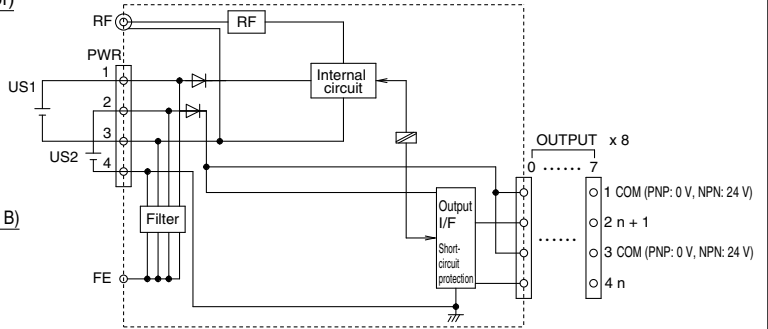 RF
RF
PWR
1
US1
2
3
US2
4
Internal
circuit
OUTPUT x 8
0 ...... 7
1 COM (PNP: 0 V, NPN: 24 V)
2 n + 1
......
3 COM (PNP: 0 V, NPN: 24 V)
4 n
Output
I/F
Short-
circuit
protection
B)
Filter
FE